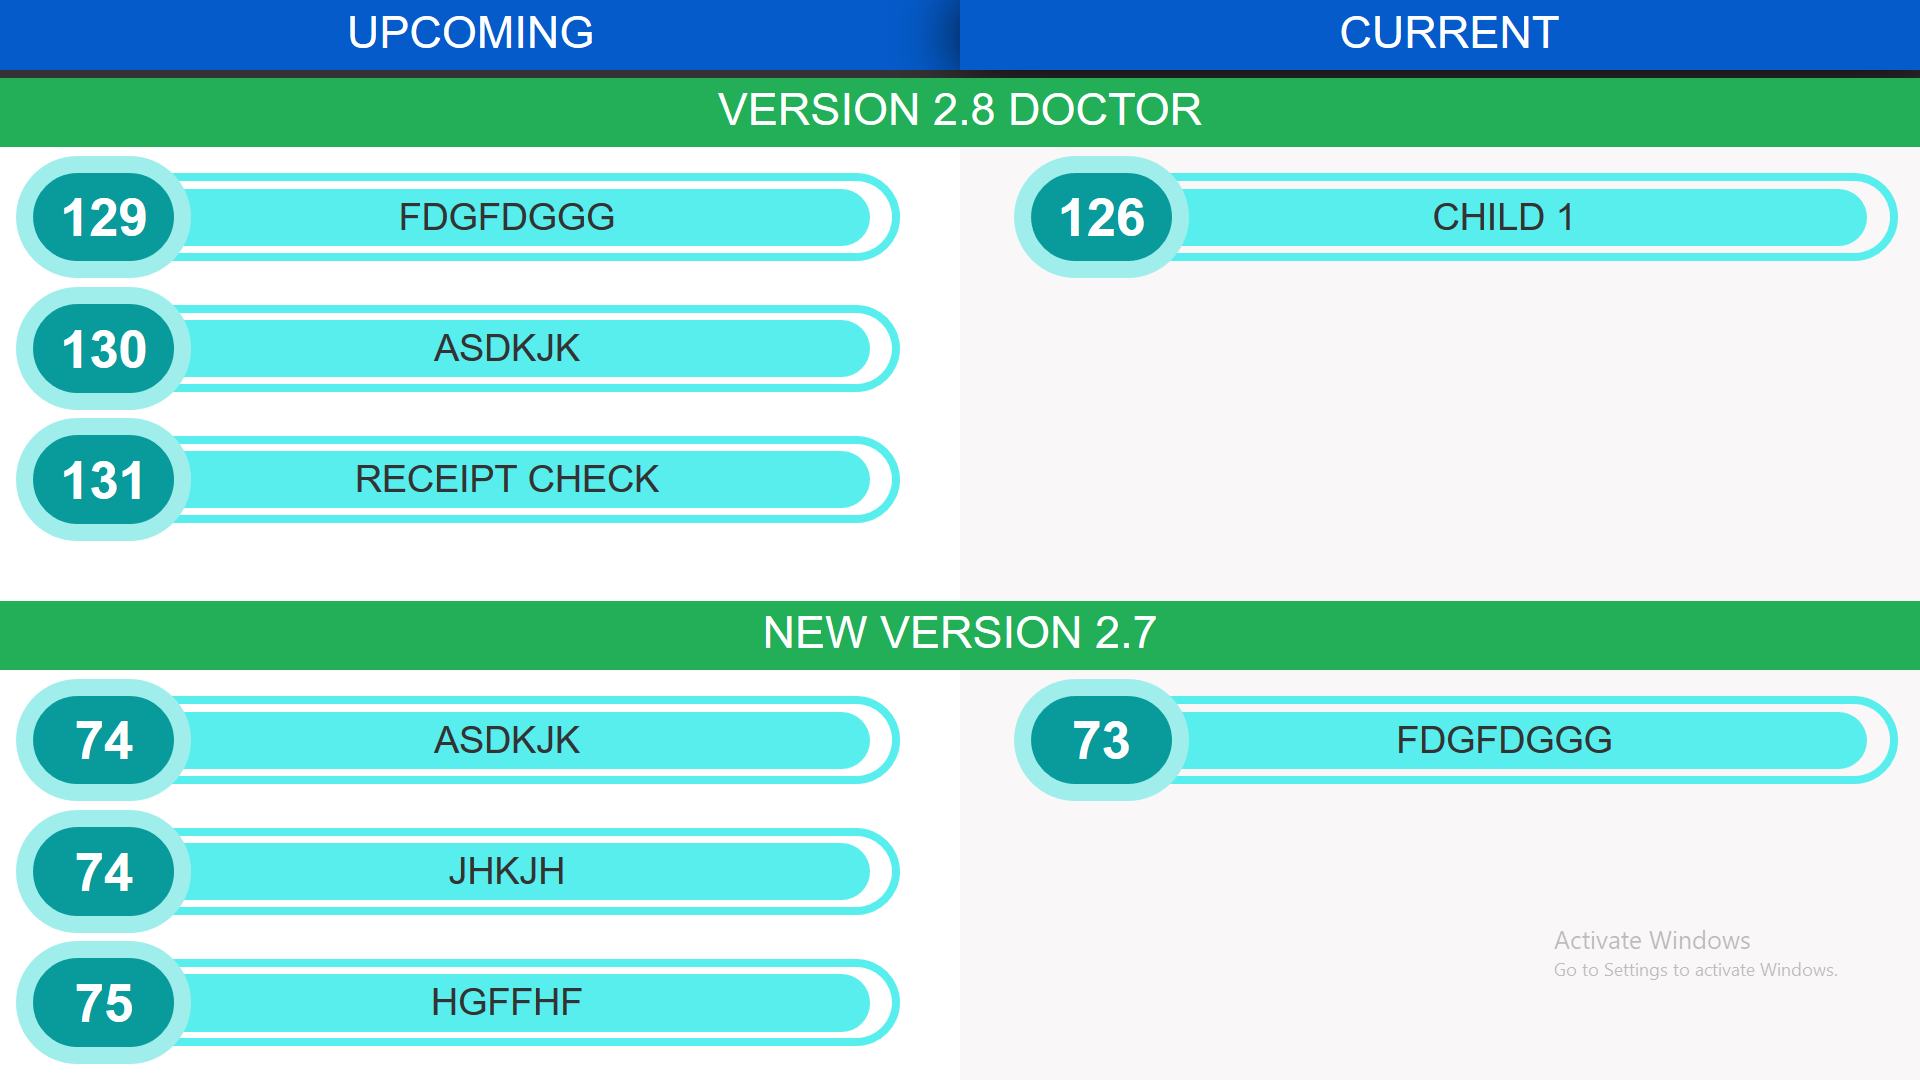 UPCOMING
CURRENT
VERSION 2.8 DOCTOR
129 FDGFDGGG
126 CHILD 1
130 ASDKJK
131 RECEIPT CHECK
NEW VERSION 2.7
74 ASDKJK
73 FDGFDGGG
74 JHKJH
75 HGFFHF
Activate Windows
Go to Settings to activate Windows.